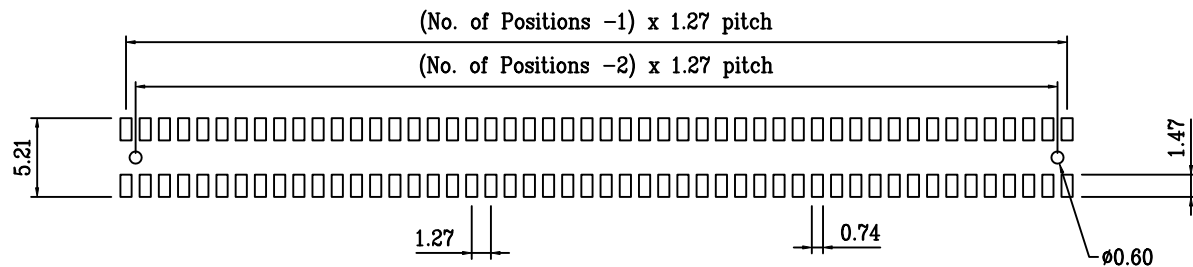 (No. of Positions -1) x 1.27 pitch
(No. of Positions -2) x 1.27 pitch
5.21
1.47
1.27
0.74
ø0.60